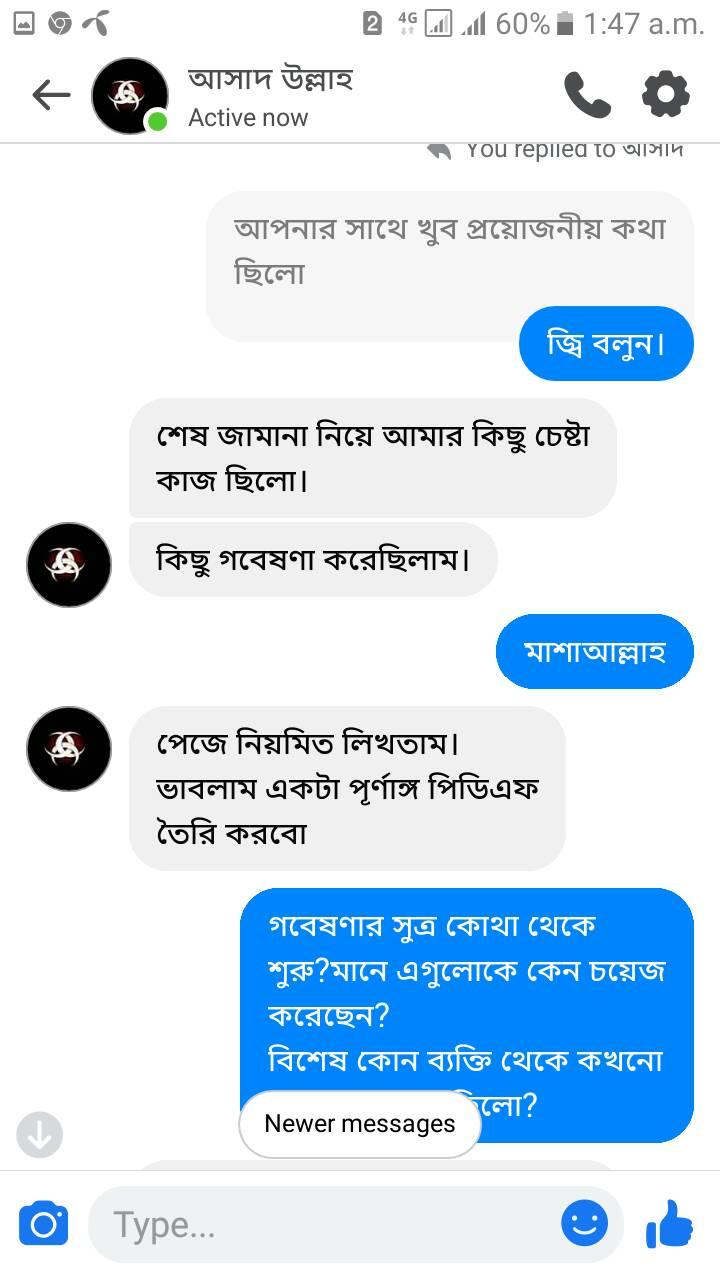 2 4G 60% 1:47 a.m.
আসাদ উল্লাহ
Active now
You replied to আসাদ
আপনার সাথে খুব প্রয়োজনীয় কথা
ছিলো
জ্বি বলুন।
শেষ জামানা নিয়ে আমার কিছু চেষ্টা
কাজ ছিলো।
কিছু গবেষণা করেছিলাম।
মাশাআল্লাহ
পেজে নিয়মিত লিখতাম।
ভাবলাম একটা পূর্ণাঙ্গ পিডিএফ
তৈরি করবো
গবেষণার সুত্র কোথা থেকে
শুরু?মানে এগুলোকে কেন চয়েজ
করেছেন?
বিশেষ কোন ব্যক্তি থেকে কখনো
Newer messages
Type...